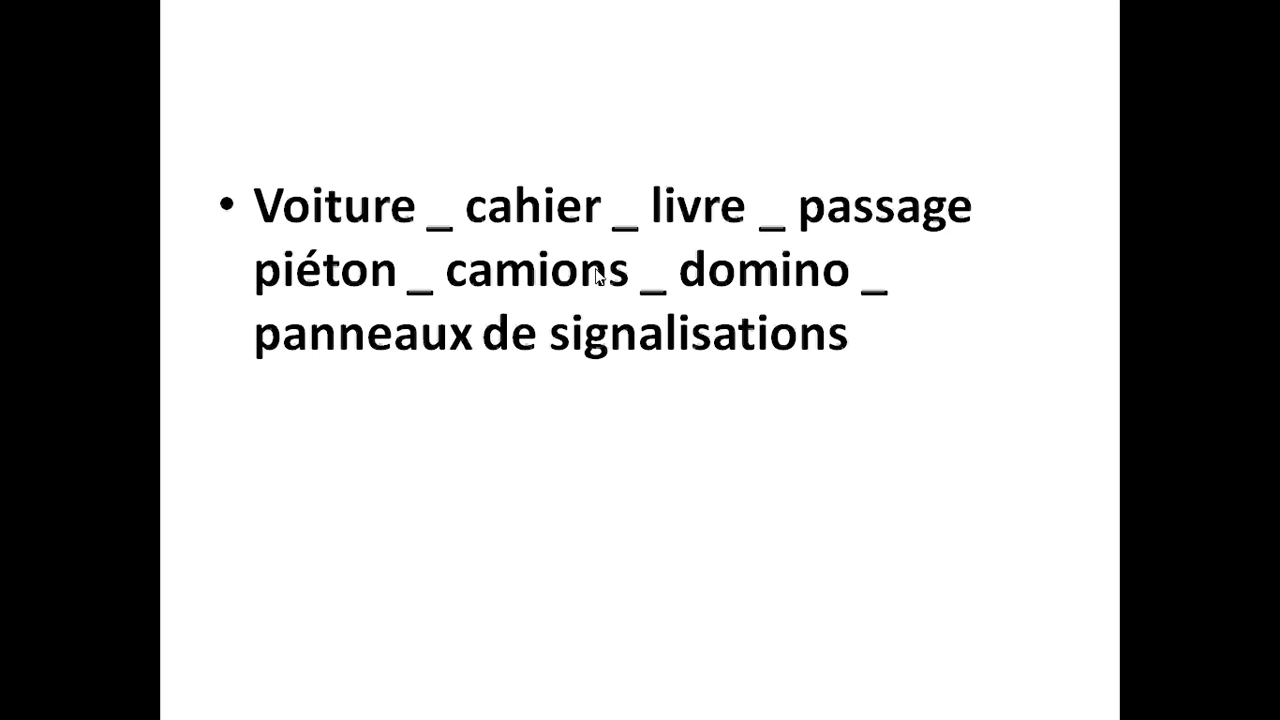 • Voiture _ cahier _ livre _ passage
piéton _ camions _ domino _
panneaux de signalisations